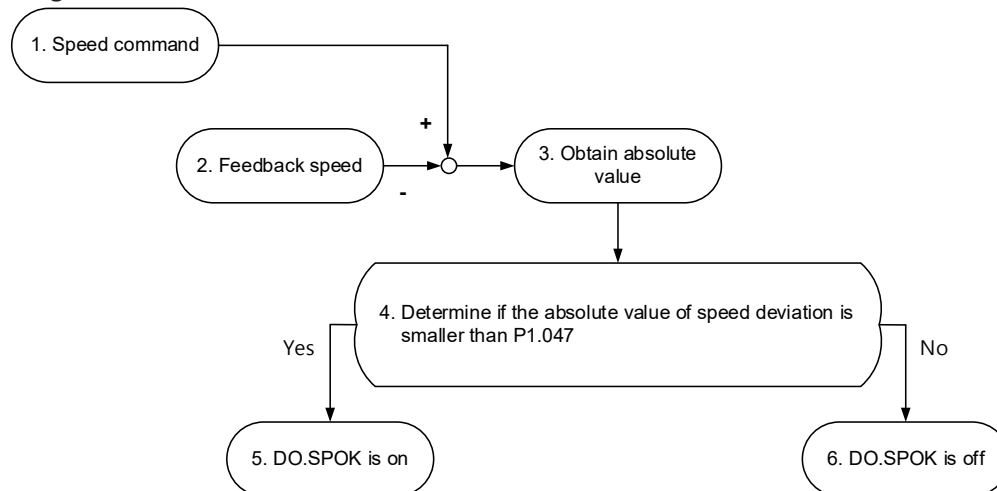 1. Speed command
+
2. Feedback speed
-
3. Obtain absolute
value
4. Determine if the absolute value of speed deviation is
smaller than P1.047
Yes
No
5. DO.SPOK is on
6. DO.SPOK is off